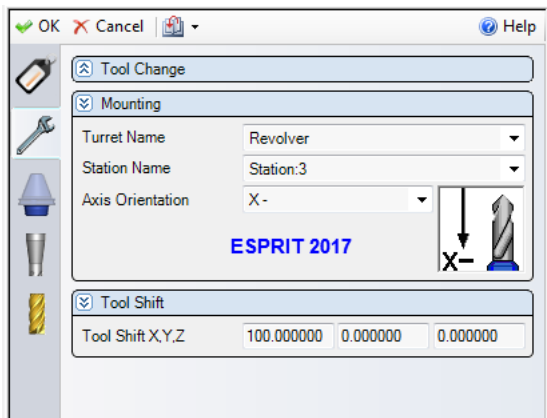 OK Cancel Help
Tool Change
Mounting
Turret Name Revolver
Station Name Station:3
Axis Orientation X -
X-
ESPRIT 2017
Tool Shift
Tool Shift X,Y,Z 100.000000 0.000000 0.000000